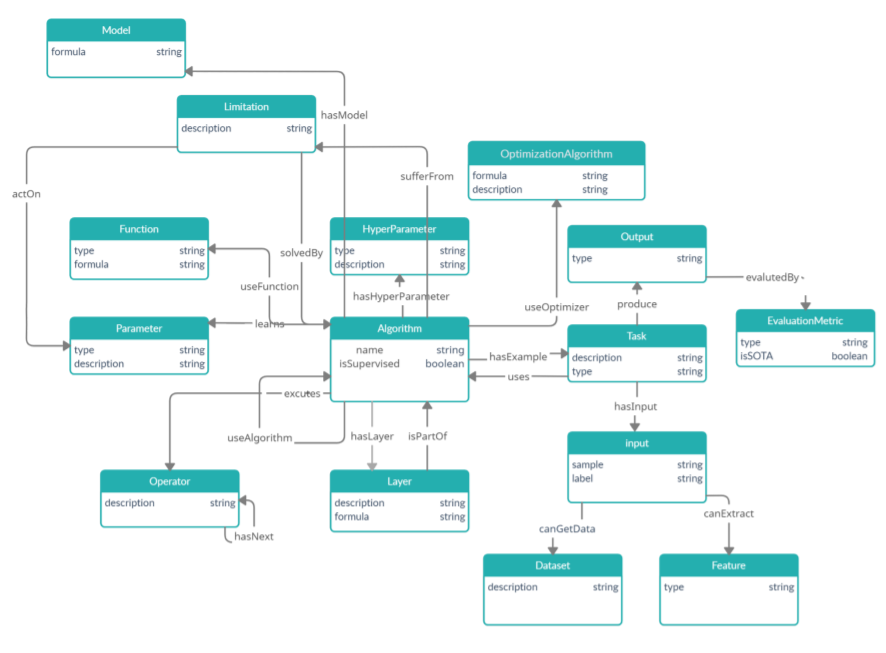 Model
formula string
Limitation
description string
hasModel
OptimizationAlgorithm
formula string
description string
sufferFrom
actOn
Function
type string
formula string
HyperParameter
type string
description string
Output
type string
solvedBy
useFunction
hasHyperParameter
evalutedBy
produce
useOptimizer
EvaluationMetric
type string
isSOTA boolean
Parameter
type string
description string
learns
Algorithm
name string
isSupervised boolean
Task
description string
type string
hasExample
uses
excutes
hasInput
useAlgorithm
hasLayer
isPartOf
input
sample string
label string
Operator
description string
Layer
description string
formula string
canExtract
canGetData
hasNext
Dataset
description string
Feature
type string